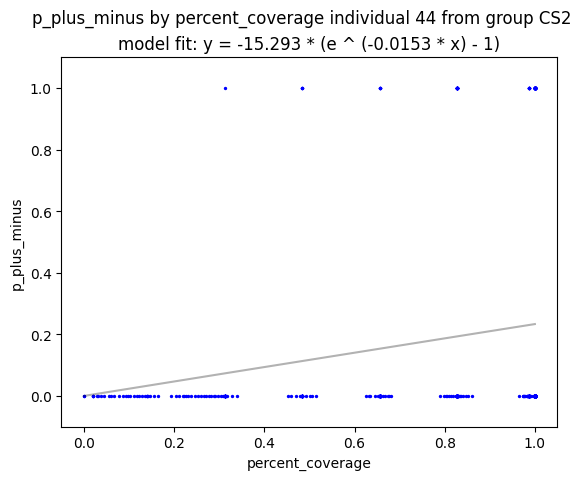 p_plus_minus by percent_coverage individual 44 from group CS2
model fit: y = -15.293 * (e ^ (-0.0153 * x) - 1)
1.0
0.8
0.6
0.4
0.2
0.0
p_plus_minus
0.0 0.2 0.4 0.6 0.8 1.0
percent_coverage